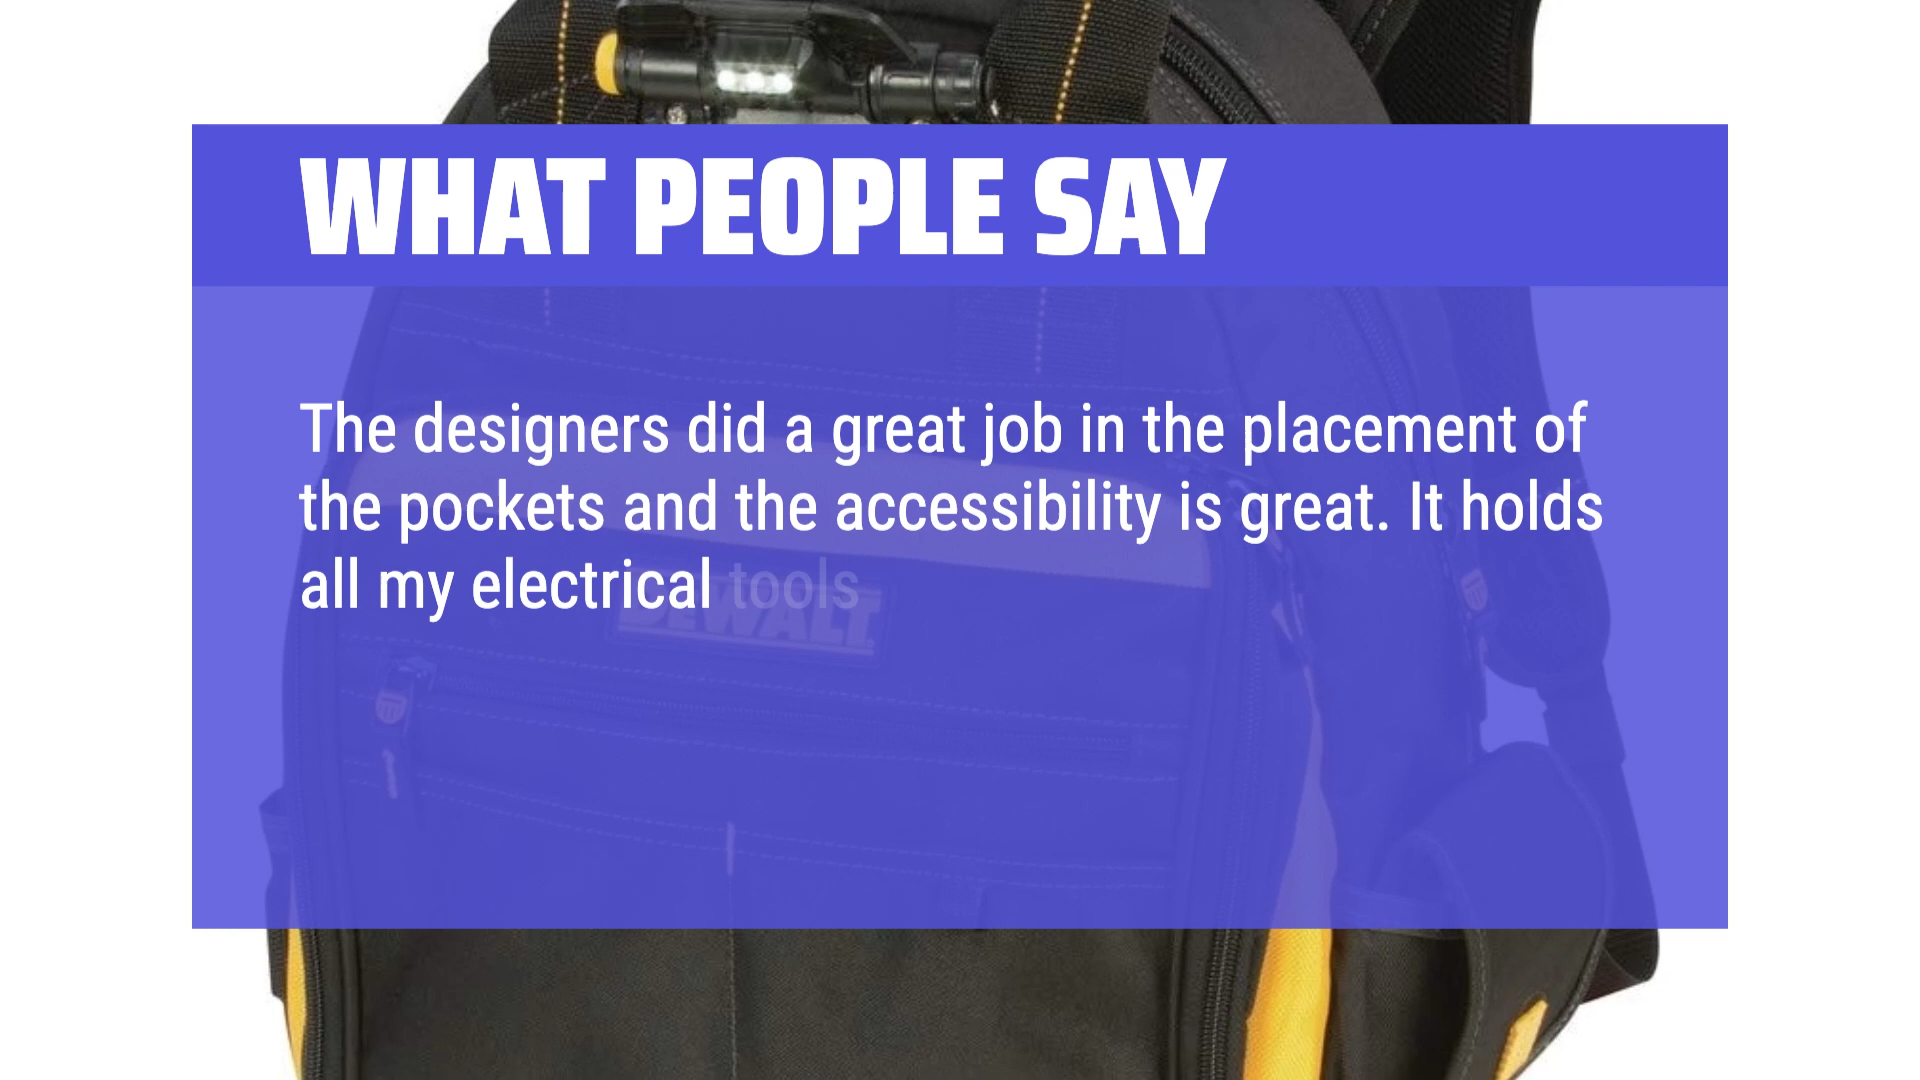 WHAT PEOPLE SAY
The designers did a great job in the placement of
the pockets and the accessibility is great. It holds
all my electrical tools
DEWALT